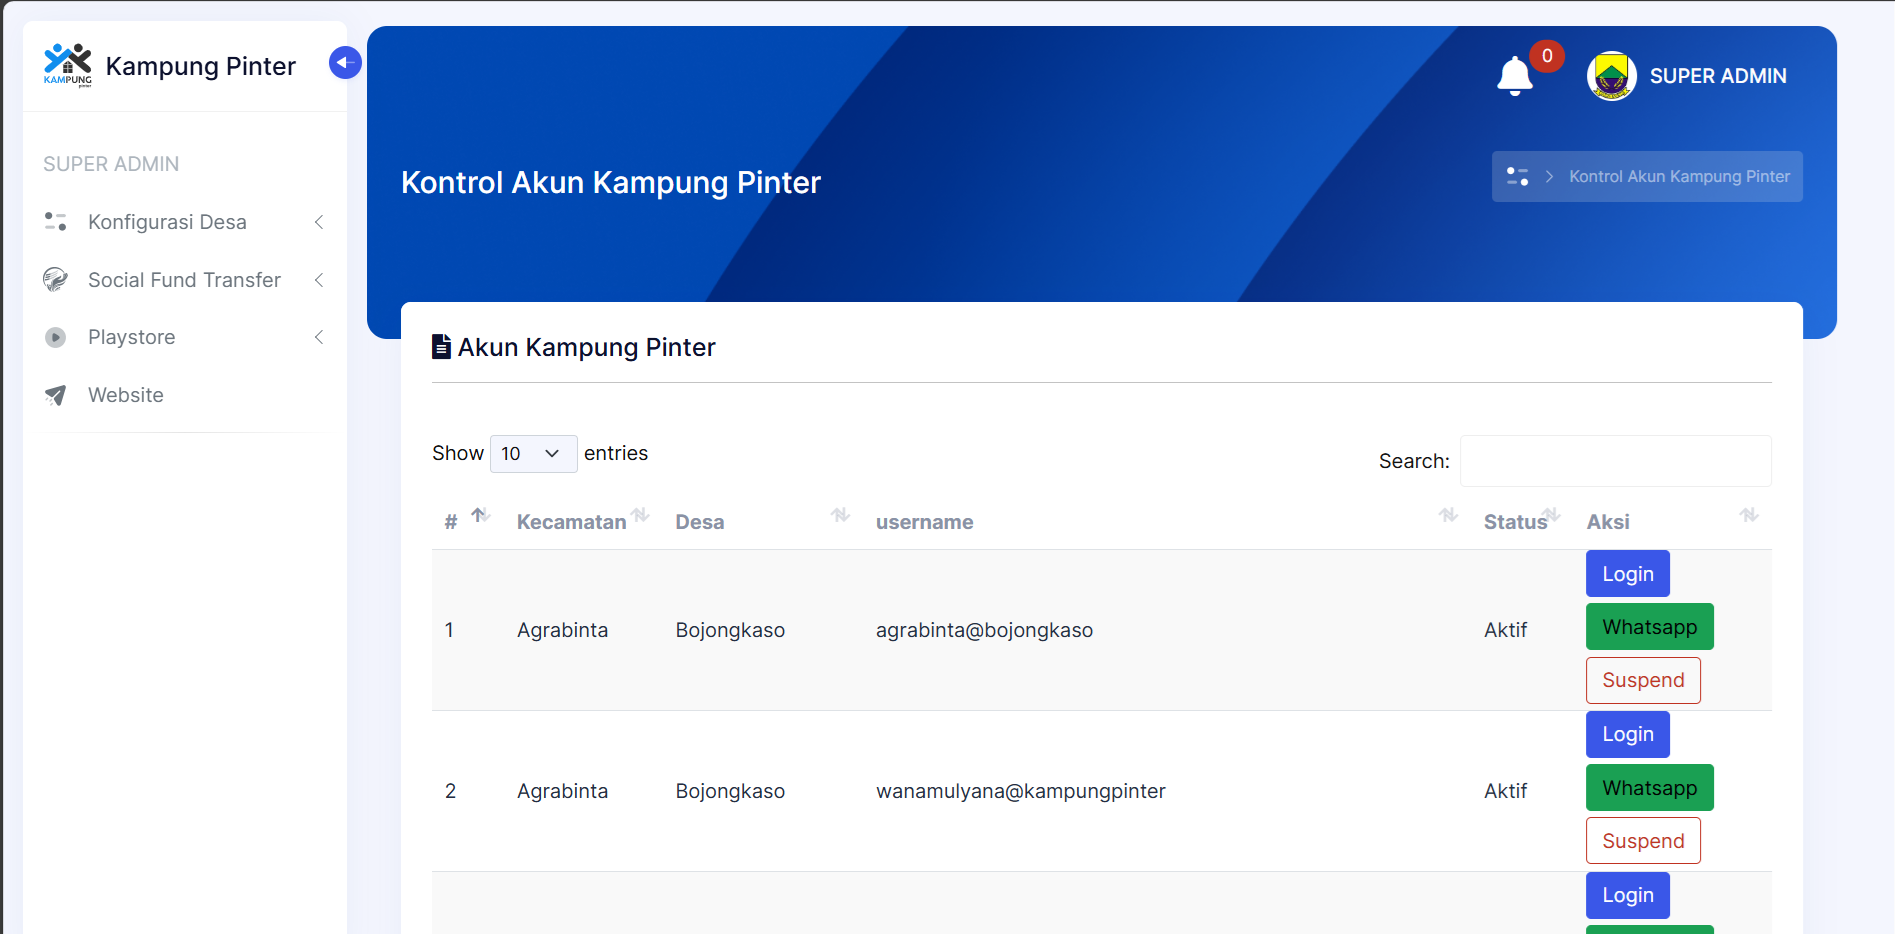 KAMPUNG
pinter
Kampung Pinter
0
SUPER ADMIN
SUPER ADMIN
Kontrol Akun Kampung Pinter
Kontrol Akun Kampung Pinter
Konfigurasi Desa
Social Fund Transfer
Playstore
Website
Akun Kampung Pinter
Show 10 entries
Search:
# Kecamatan Desa username Status Aksi
Login
1 Agrabinta Bojongkaso agrabinta@bojongkaso Aktif Whatsapp
Suspend
Login
2 Agrabinta Bojongkaso wanamulyana@kampungpinter Aktif Whatsapp
Suspend
Login